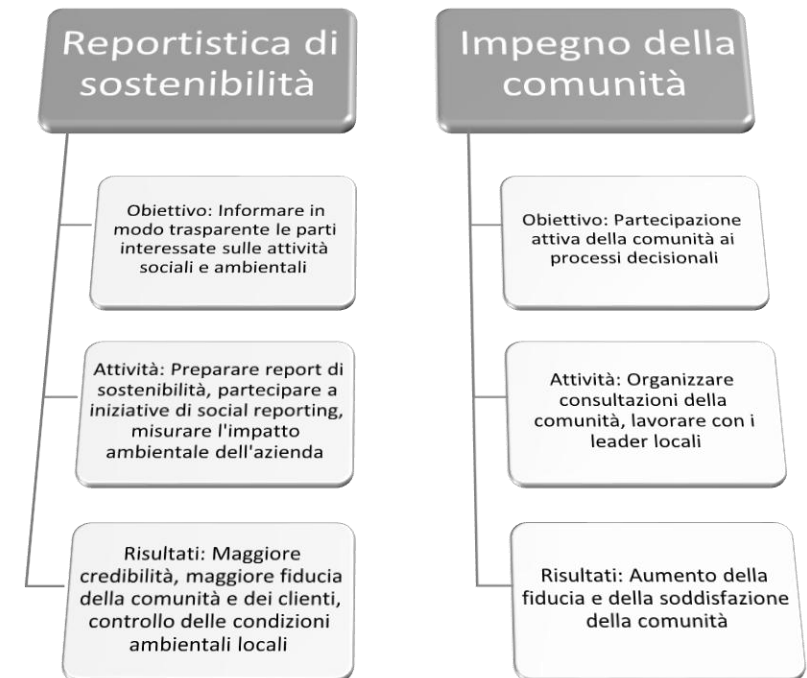 Reportistica di
sostenibilità
Obiettivo: Informare in
modo trasparente le parti
interessate sulle attività
sociali e ambientali
Attività: Preparare report di
sostenibilità, partecipare a
iniziative di social reporting,
misurare l'impatto
ambientale dell'azienda
Risultati: Maggiore
credibilità, maggiore fiducia
della comunità e dei clienti,
controllo delle condizioni
ambientali locali
Impegno della
comunità
Obiettivo: Partecipazione
attiva della comunità ai
processi decisionali
Attività: Organizzare
consultazioni della
comunità, lavorare con i
leader locali
Risultati: Aumento della
fiducia e della soddisfazione
della comunità